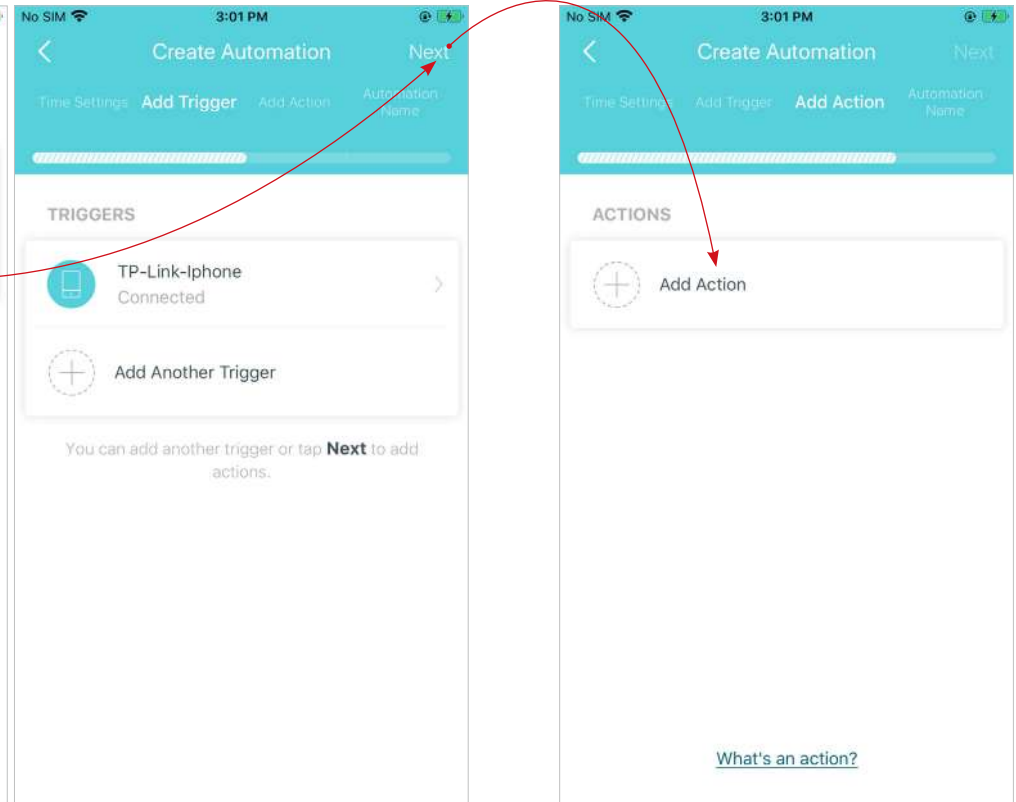 No SIM 3:01 PM
Create Automation Next
Time Settings Add Trigger Add Action Automation Name
TRIGGERS
TP-Link-Iphone
Connected
Add Another Trigger
You can add another trigger or tap Next to add
actions.
No SIM 3:01 PM
Create Automation Next
Time Settings Add Trigger Add Action Automation Name
ACTIONS
Add Action
What's an action?